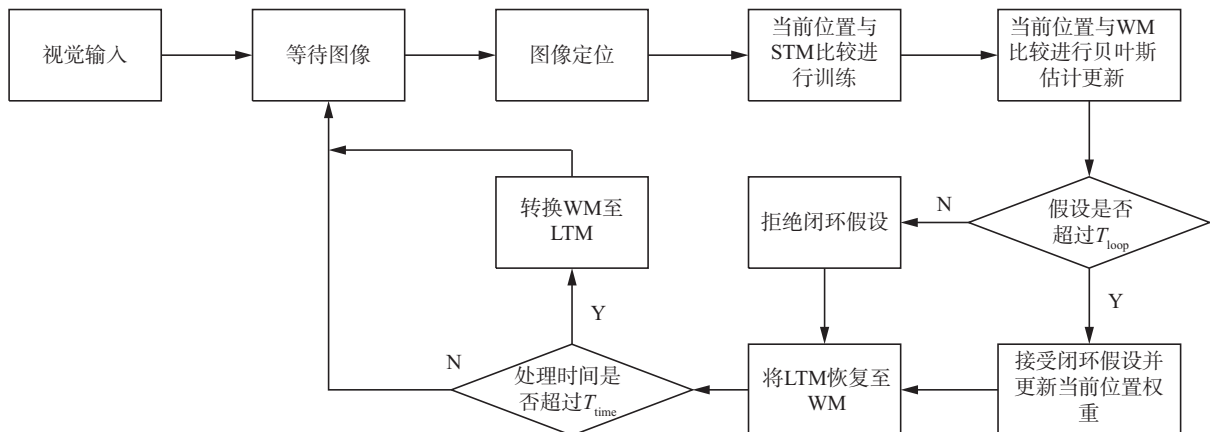 视觉输入
等待图像
图像定位
当前位置与
STM比较进
行训练
当前位置与WM
比较进行贝叶斯
估计更新
转换WM至
LTM
拒绝闭环假设
N
假设是否
超过T_loop
Y
Y
N
处理时间是
否超过T_time
将LTM恢复至
WM
接受闭环假设并
更新当前位置权
重